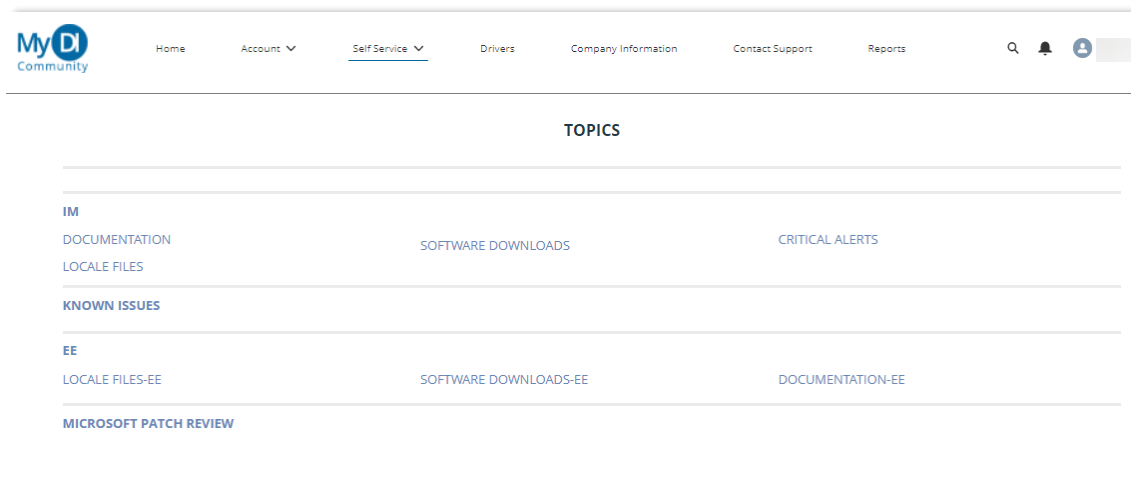 My DI
Community
Home Account Self Service Drivers Company Information Contact Support Reports
TOPICS
IM
DOCUMENTATION SOFTWARE DOWNLOADS CRITICAL ALERTS
LOCALE FILES
KNOWN ISSUES
EE
LOCALE FILES-EE SOFTWARE DOWNLOADS-EE DOCUMENTATION-EE
MICROSOFT PATCH REVIEW